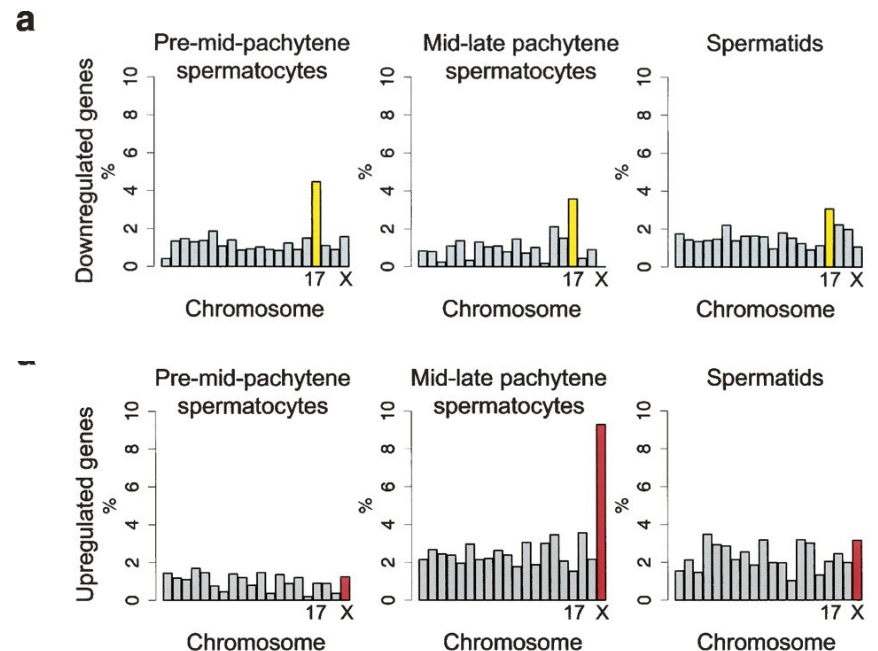 a
Pre-mid-pachytene
spermatocytes
Mid-late pachytene
spermatocytes
Spermatids
Downregulated genes
%
10
8
6
4
2
0
17 X
Chromosome
%
10
8
6
4
2
0
17 X
Chromosome
%
10
8
6
4
2
0
17 X
Chromosome
Pre-mid-pachytene
spermatocytes
Mid-late pachytene
spermatocytes
Spermatids
Upregulated genes
%
10
8
6
4
2
0
17 X
Chromosome
%
10
8
6
4
2
0
17 X
Chromosome
%
10
8
6
4
2
0
17 X
Chromosome